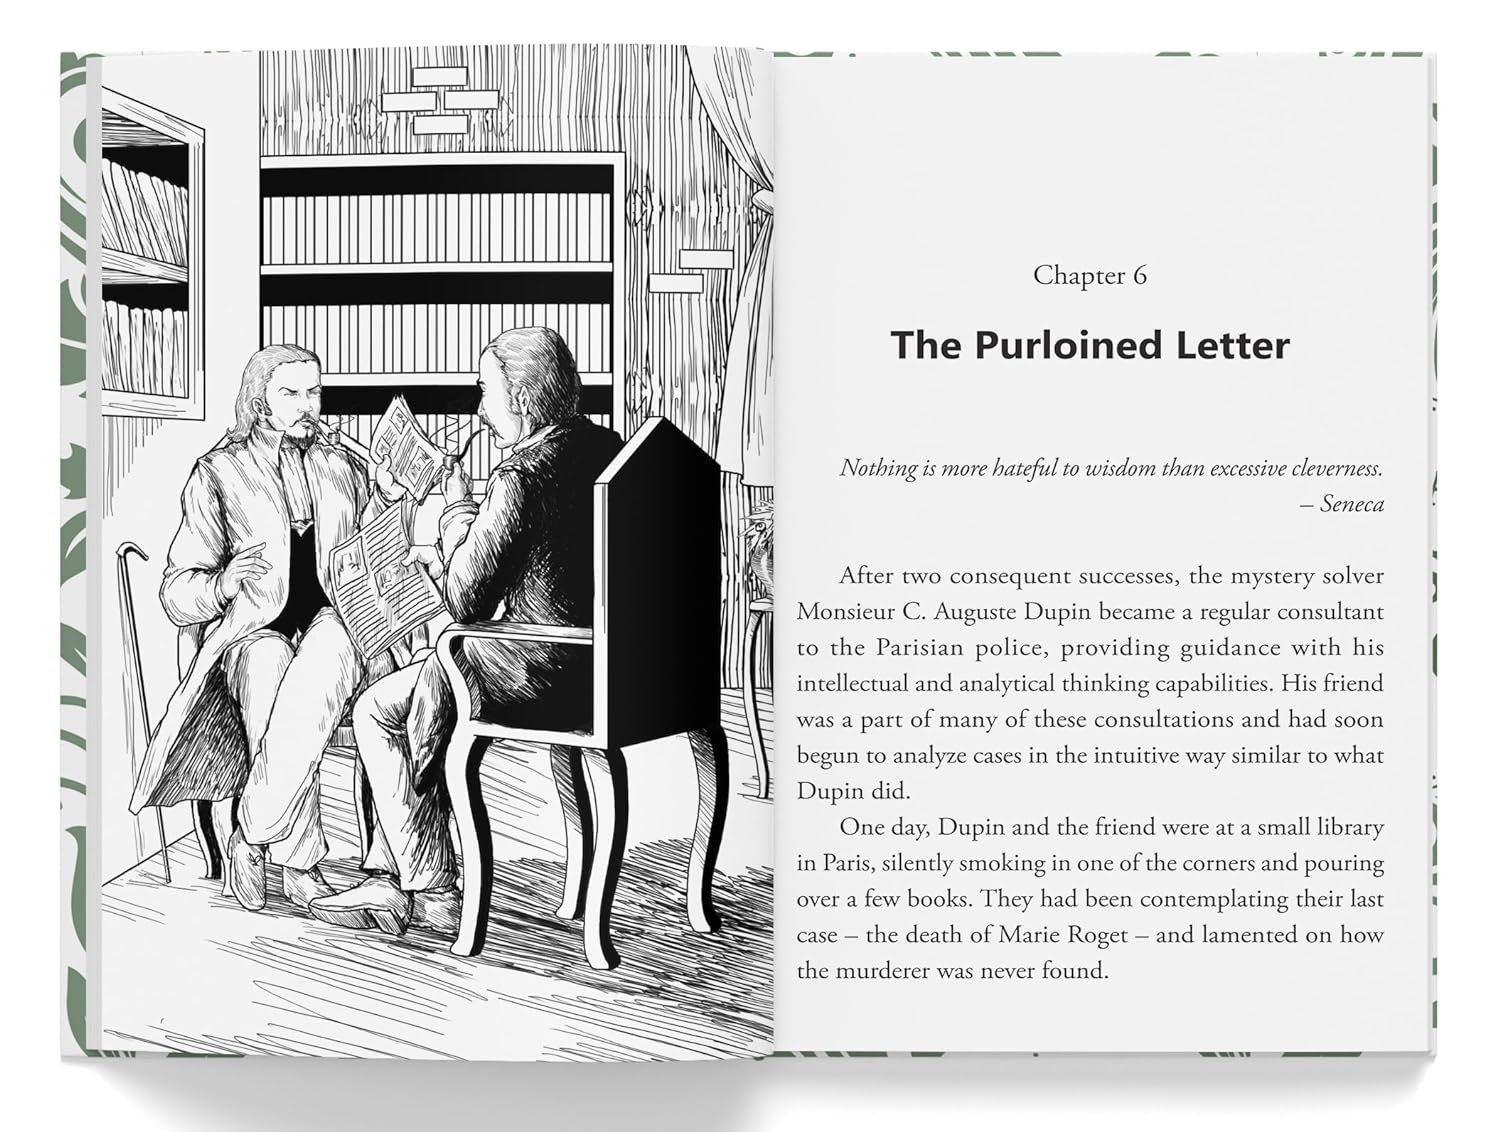 Chapter 6
The Purloined Letter
Nothing is more hateful to wisdom than excessive cleverness.
– Seneca
After two consequent successes, the mystery solver
Monsieur C. Auguste Dupin became a regular consultant
to the Parisian police, providing guidance with his
intellectual and analytical thinking capabilities. His friend
was a part of many of these consultations and had soon
begun to analyze cases in the intuitive way similar to what
Dupin did.
One day, Dupin and the friend were at a small library
in Paris, silently smoking in one of the corners and pouring
over a few books. They had been contemplating their last
case – the death of Marie Roget – and lamented on how
the murderer was never found.